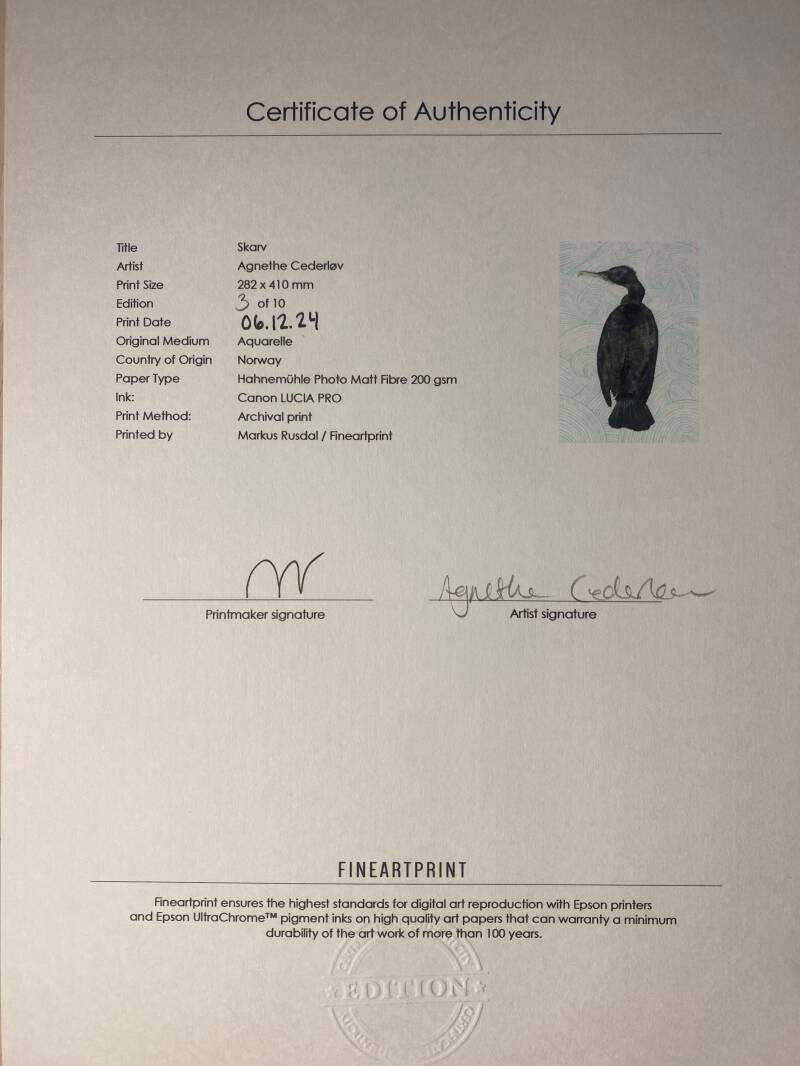 Certificate of Authenticity
Title Skarv
Artist Agnethe Cederløv
Print Size 282 x 410 mm
Edition 3 of 10
Print Date 06.12.24
Original Medium Aquarelle
Country of Origin Norway
Paper Type Hahnemühle Photo Matt Fibre 200 gsm
Ink: Canon LUCIA PRO
Print Method: Archival print
Printed by Markus Rusdal / Fineartprint
Agnethe Cederløv
Printmaker signature Artist signature
FINEARTPRINT
Fineartprint ensures the highest standards for digital art reproduction with Epson printers
and Epson UltraChrome™ pigment inks on high quality art papers that can warranty a minimum
durability of the art work of more than 100 years.
EDITION